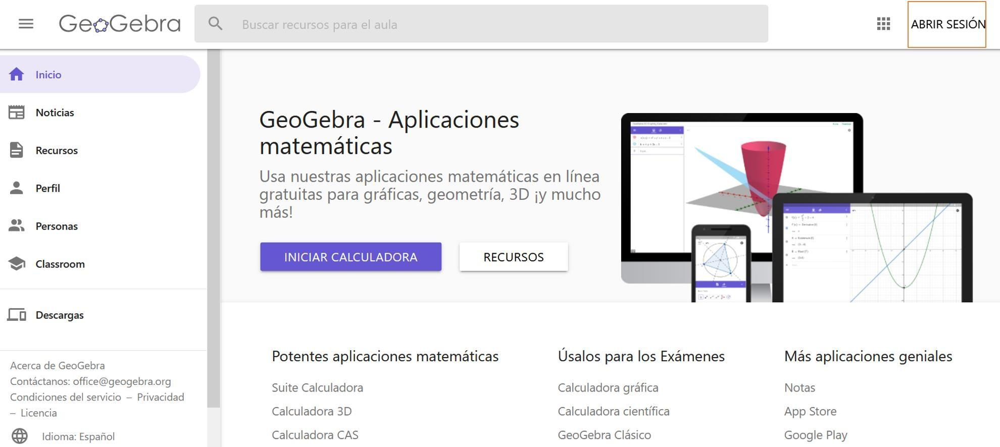 GeoGebra
Buscar recursos para el aula
ABRIR SESIÓN
Inicio
Noticias
Recursos
Perfil
Personas
Classroom
Descargas
Acerca de GeoGebra
Contáctanos: office@geogebra.org
Condiciones del servicio – Privacidad
– Licencia
Idioma: Español
GeoGebra - Aplicaciones
matemáticas
Usa nuestras aplicaciones matemáticas en línea
gratuitas para gráficas, geometría, 3D ¡y mucho
más!
INICIAR CALCULADORA
RECURSOS
Potentes aplicaciones matemáticas
Suite Calculadora
Calculadora 3D
Calculadora CAS
Úsalos para los Exámenes
Calculadora gráfica
Calculadora científica
GeoGebra Clásico
Más aplicaciones geniales
Notas
App Store
Google Play